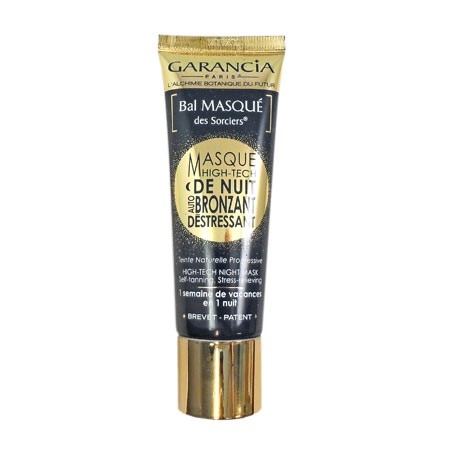 GARANCiA
PARIS
L'ALCHIMIE BOTANIQUE DU FUTUR
Bal MASQUÉ
des Sorciers®
MASQUE
HIGH-TECH
DE NUIT
AUTO BRONZANT
DÉSTRESSANT
Teinte Naturelle Progressive
HIGH-TECH NIGHT MASK
Self-tanning, Stress-relieving
1 semaine de vacances
en 1 nuit
BREVET - PATENT